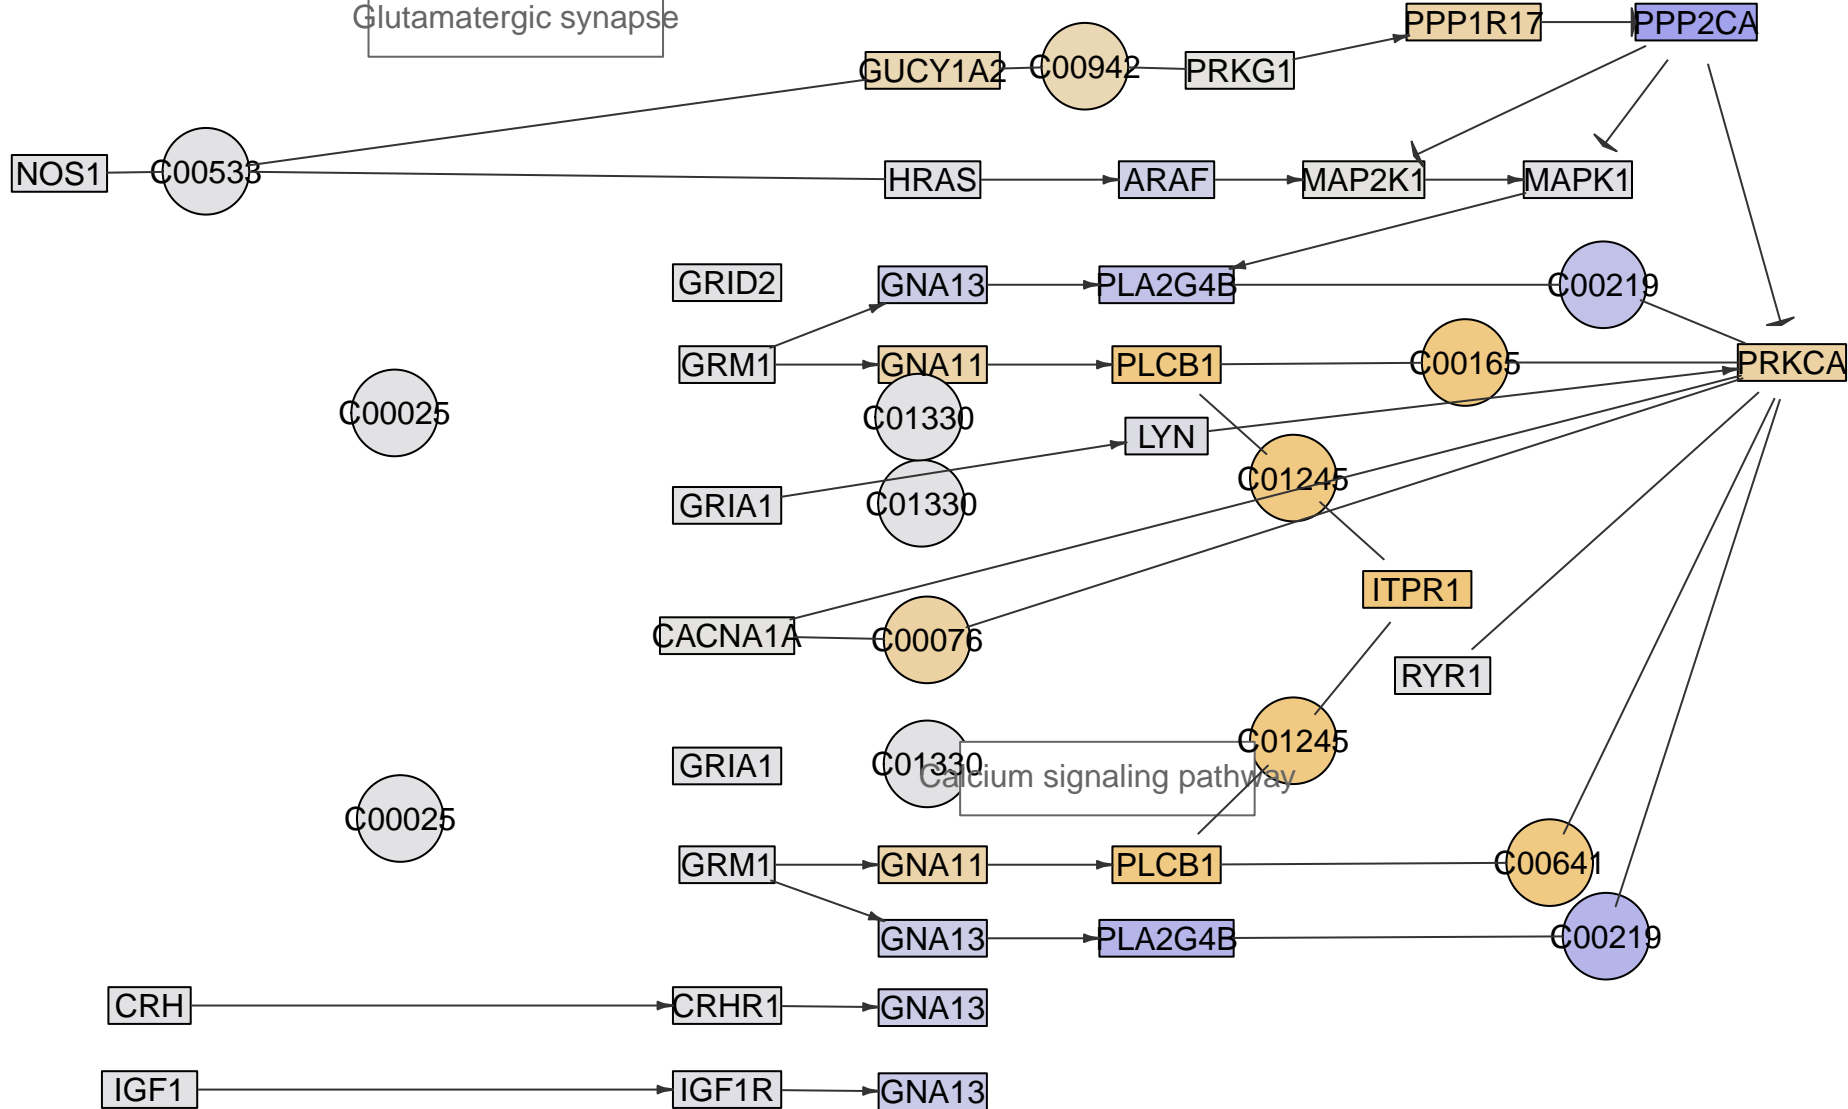 Glutamatergic synapse
PPP1R17
PPP2CA
GUCY1A2
C00942
PRKG1
NOS1
C00533
HRAS
ARAF
MAP2K1
MAPK1
GRID2
GNA13
PLA2G4B
C00219
GRM1
GNA11
PLCB1
C00165
PRKCA
C00025
C01330
LYN
C01245
GRIA1
C01330
ITPR1
CACNA1A
C00076
RYR1
C01245
GRIA1
C01330
Calcium signaling pathway
C00025
GRM1
GNA11
PLCB1
C00641
GNA13
PLA2G4B
C00219
CRH
CRHR1
GNA13
IGF1
IGF1R
GNA13